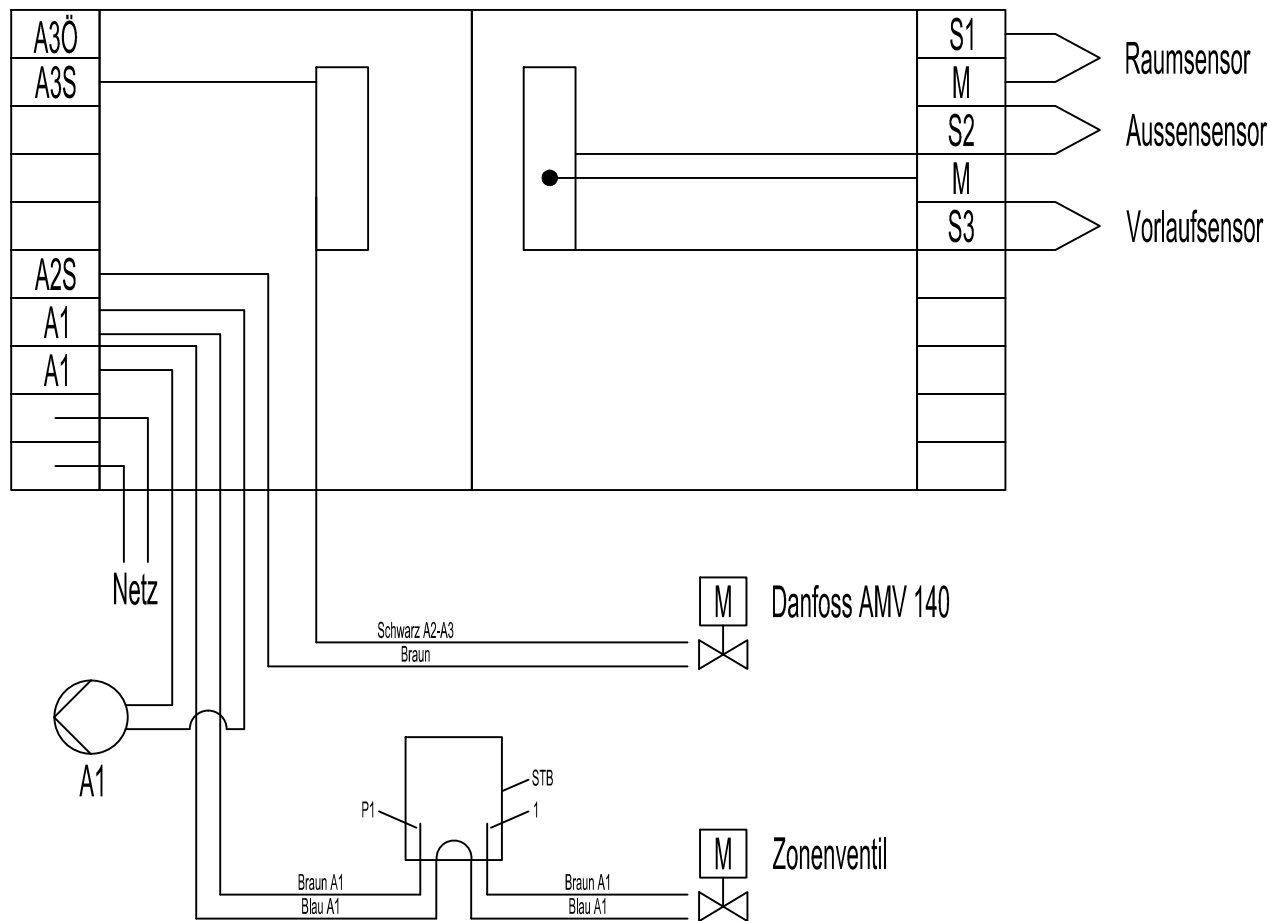 A3Ö
S1
Raumsensor
A3S
M
S2
Aussensensor
M
S3
Vorlaufsensor
A2S
A1
A1
Netz
M
Danfoss AMV 140
Schwarz A2-A3
Braun
A1
STB
P1
1
M
Zonenventil
Braun A1
Braun A1
Blau A1
Blau A1